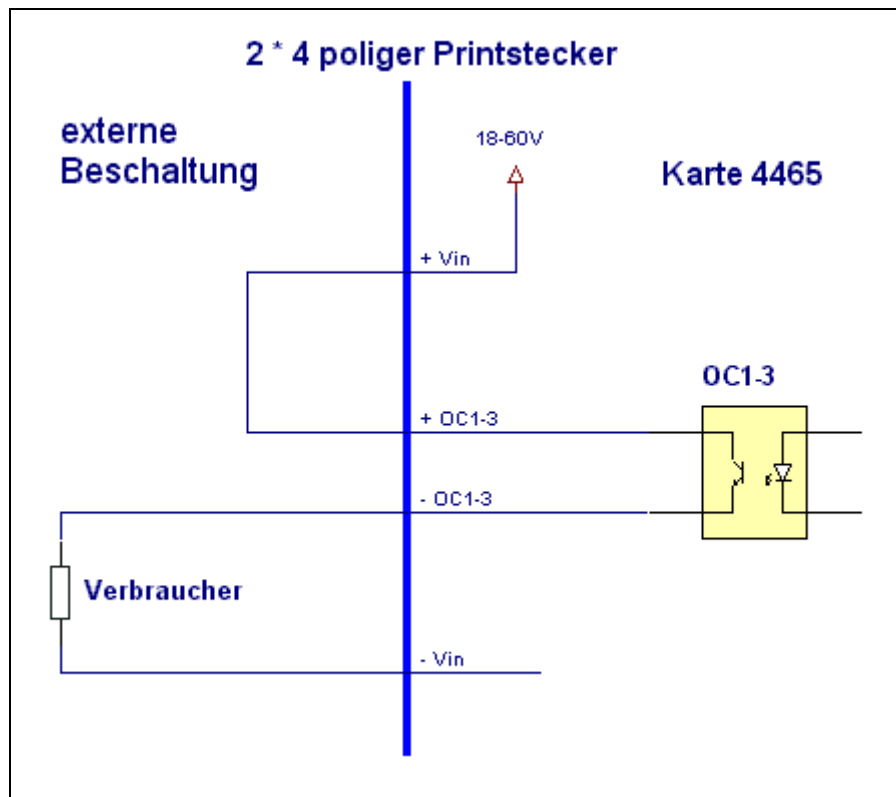 2 * 4 poliger Printstecker
externe
Beschaltung
18-60V
Karte 4465
+ Vin
OC1-3
+ OC1-3
- OC1-3
Verbraucher
- Vin